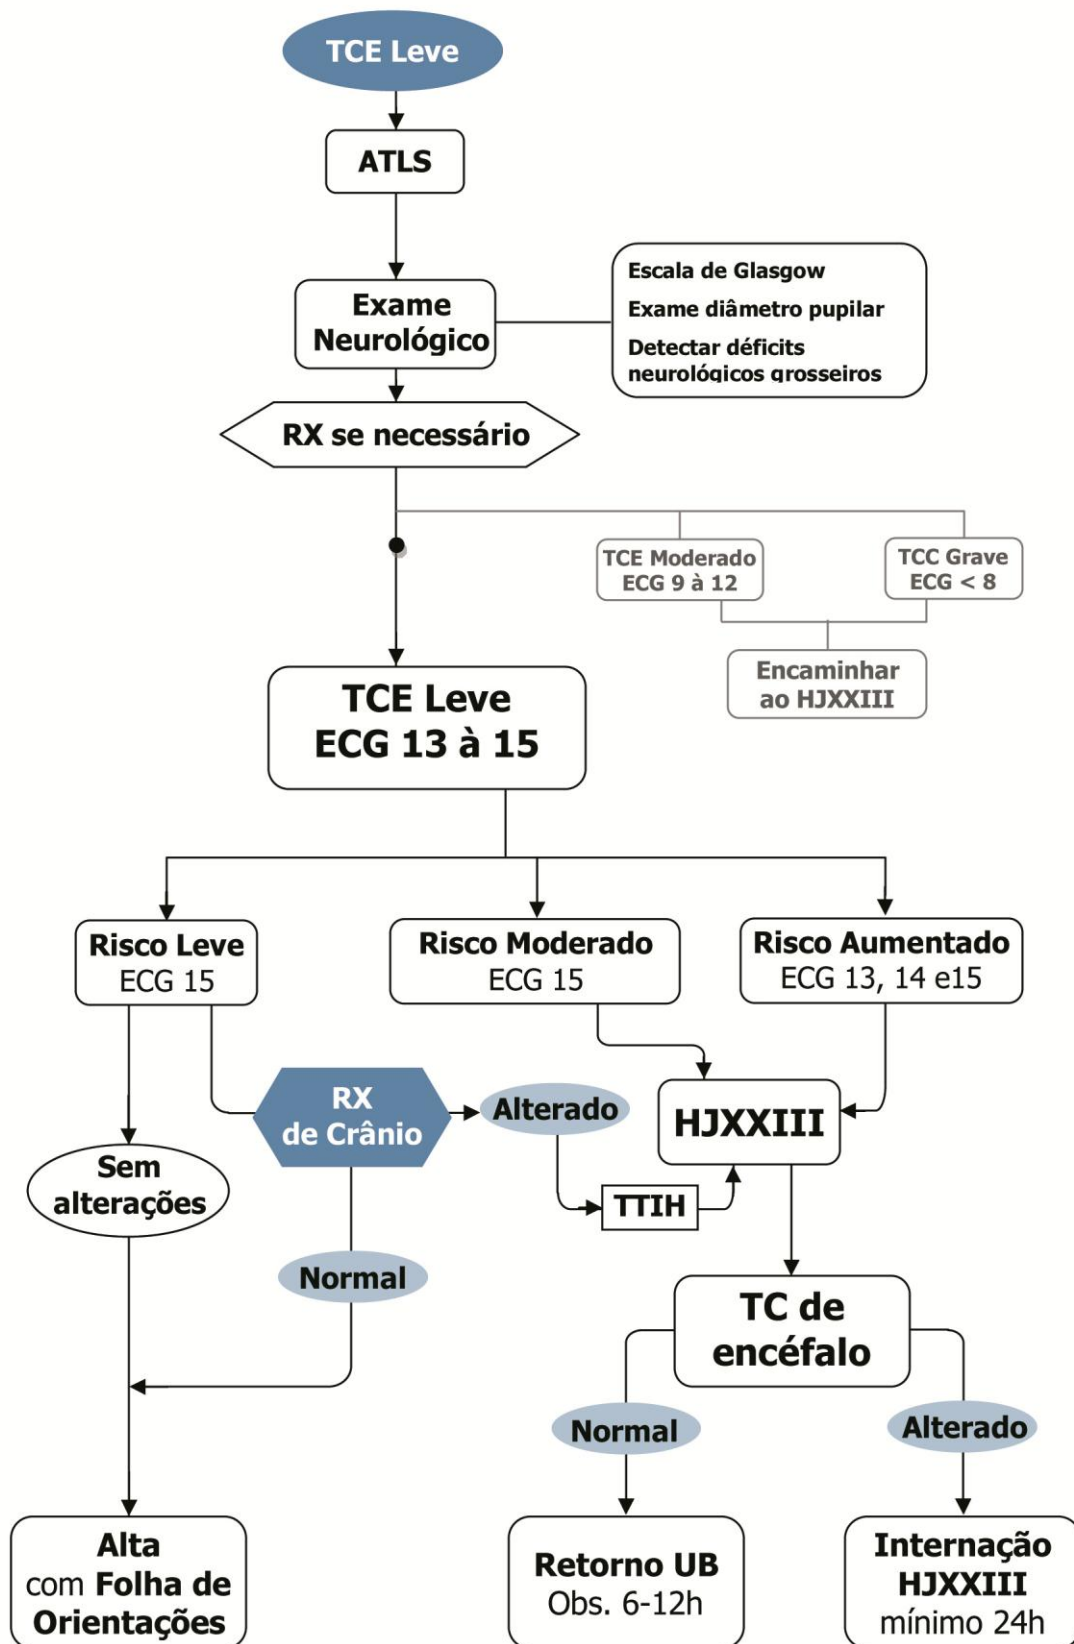 TCE Leve
ATLS
Exame
Neurológico
Escala de Glasgow
Exame diâmetro pupilar
Detectar déficits
neurológicos grosseiros
RX se necessário
TCE Moderado
ECG 9 à 12
TCC Grave
ECG < 8
Encaminhar
ao HJXXIII
TCE Leve
ECG 13 à 15
Risco Leve
ECG 15
Risco Moderado
ECG 15
Risco Aumentado
ECG 13, 14 e15
RX
de Crânio
Alterado
HJXXIII
Sem
alterações
TTIH
Normal
TC de
encéfalo
Normal
Alterado
Alta
com Folha de
Orientações
Retorno UB
Obs. 6-12h
Internação
HJXXIII
mínimo 24h